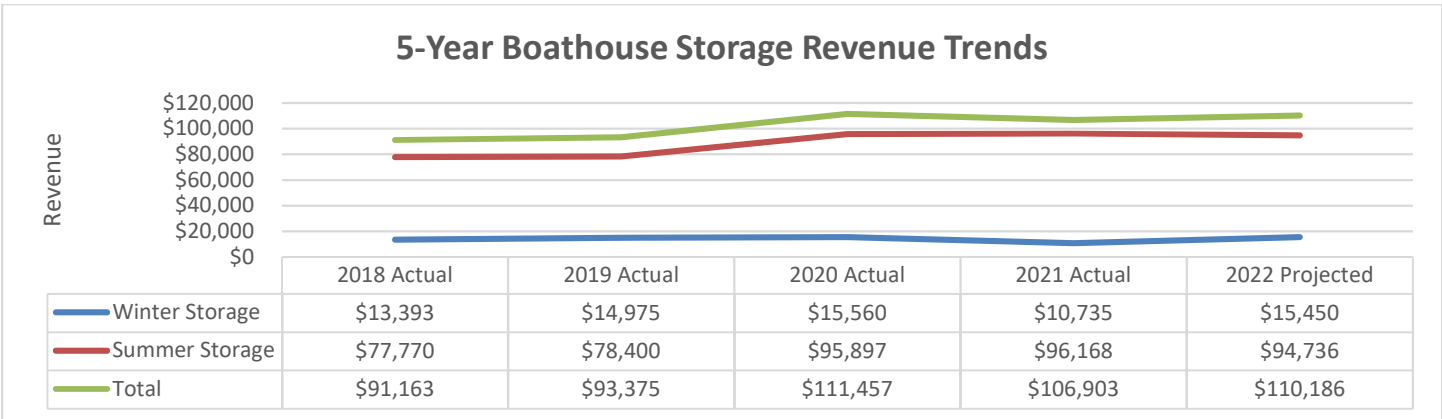 5-Year Boathouse Storage Revenue Trends
Revenue
$120,000
$100,000
$80,000
$60,000
$40,000
$20,000
$0
2018 Actual 2019 Actual 2020 Actual 2021 Actual 2022 Projected
Winter Storage $13,393 $14,975 $15,560 $10,735 $15,450
Summer Storage $77,770 $78,400 $95,897 $96,168 $94,736
Total $91,163 $93,375 $111,457 $106,903 $110,186